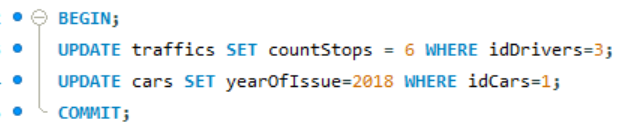 BEGIN;
UPDATE traffics SET countStops = 6 WHERE idDrivers=3;
UPDATE cars SET yearOfIssue=2018 WHERE idCars=1;
COMMIT;